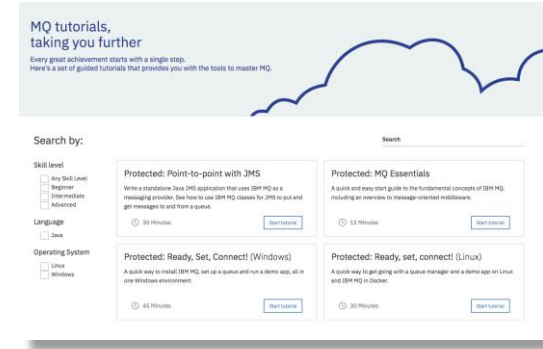 MQ tutorials,
taking you further
Every great achievement starts with a single step.
Here's a set of guided tutorials that provides you with the tools to master MQ.
Search by:
Search
Skill level
Any Skill Level
Beginner
Intermediate
Advanced
Language
Java
Operating System
Linux
Windows
Protected: Point-to-point with JMS
Write a standalone Java JMS application that uses IBM MQ as a
messaging provider. See how to use IBM MQ classes for JMS to put and
get messages to and from a queue.
30 Minutes
Start tutorial
Protected: MQ Essentials
A quick and easy start guide to the fundamental concepts of IBM MQ,
including an overview to message-oriented middleware.
15 Minutes
Start tutorial
Protected: Ready, Set, Connect! (Windows)
A quick way to install IBM MQ, set up a queue and run a demo app, all in
one Windows environment.
45 Minutes
Start tutorial
Protected: Ready, set, connect! (Linux)
A quick way to get going with a queue manager and a demo app on Linux
and IBM MQ in Docker.
30 Minutes
Start tutorial